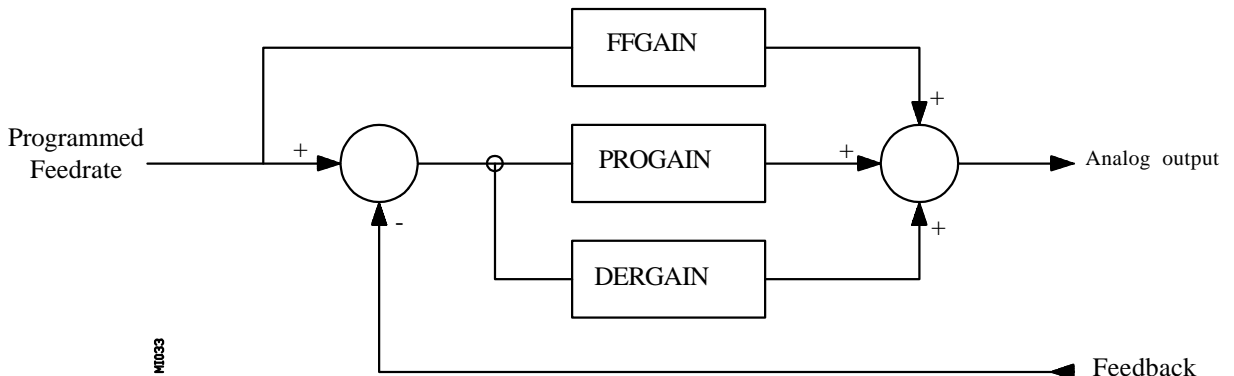 FFGAIN
+
Programmed
Feedrate
+
PROGAIN
+
Analog output
-
+
DERGAIN
MI033
Feedback